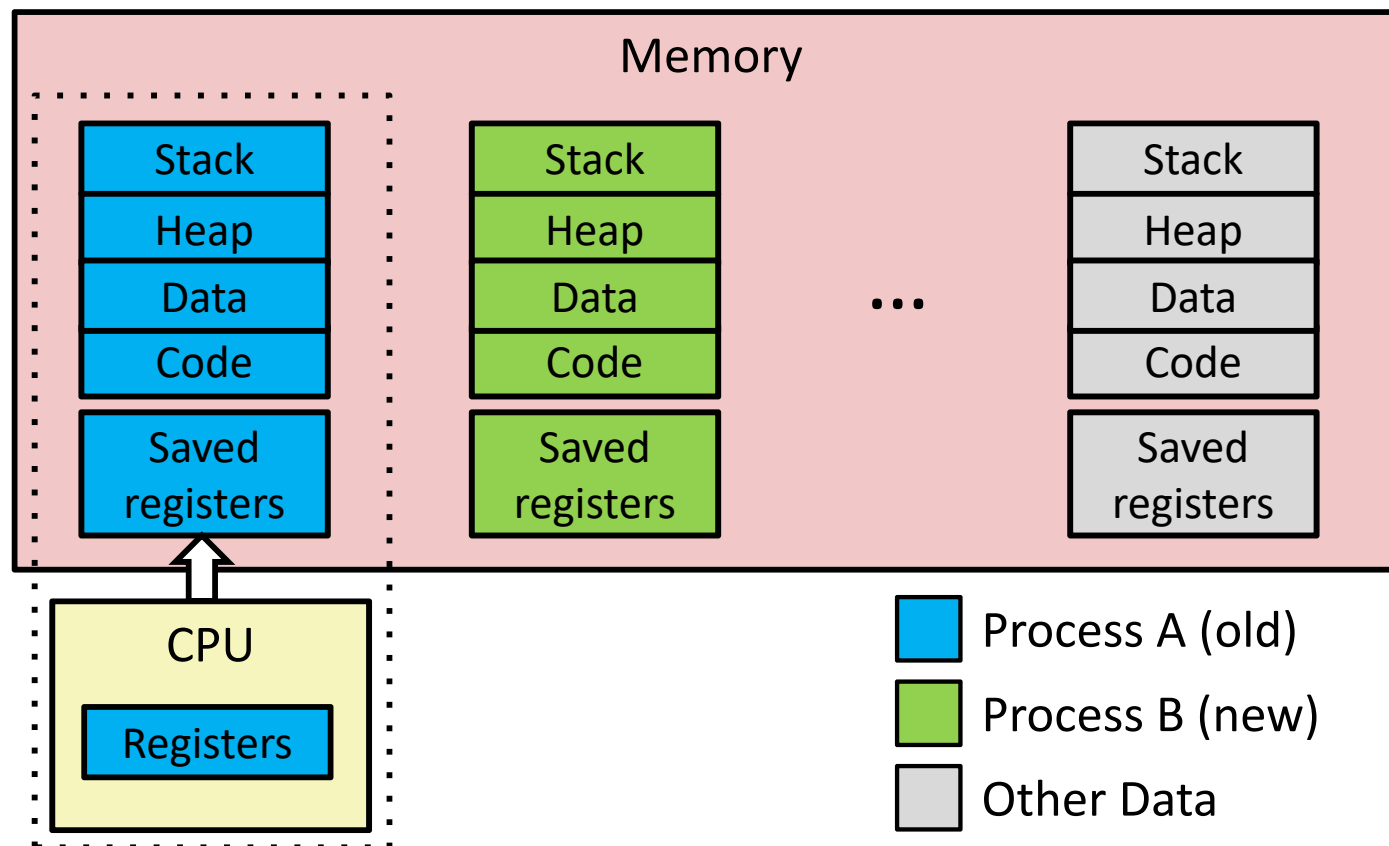 Memory
Stack
Heap
Data
Code
Saved
registers
Stack
Heap
Data
Code
Saved
registers
...
Stack
Heap
Data
Code
Saved
registers
CPU
Registers
Process A (old)
Process B (new)
Other Data